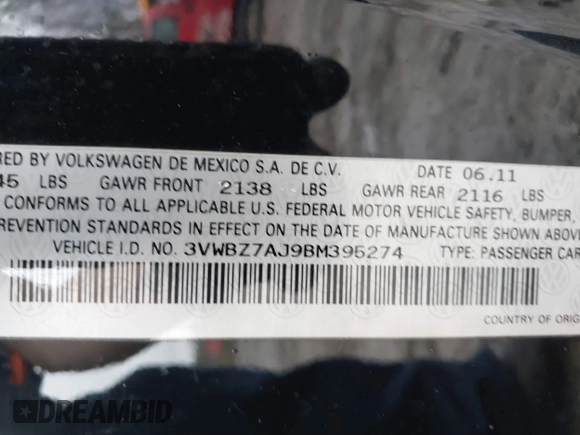 RED BY VOLKSWAGEN DE MEXICO S.A. DE C.V. DATE 06.11
45 LBS GAWR FRONT 2138 LBS GAWR REAR 2116 LBS
CONFORMS TO ALL APPLICABLE U.S. FEDERAL MOTOR VEHICLE SAFETY, BUMPER,
REVENTION STANDARDS IN EFFECT ON THE DATE OF MANUFACTURE SHOWN ABOVE
VEHICLE I.D. NO. 3VWBZ7AJ9BM395274 TYPE: PASSENGER CAR
COUNTRY OF ORIG
DREAMBID